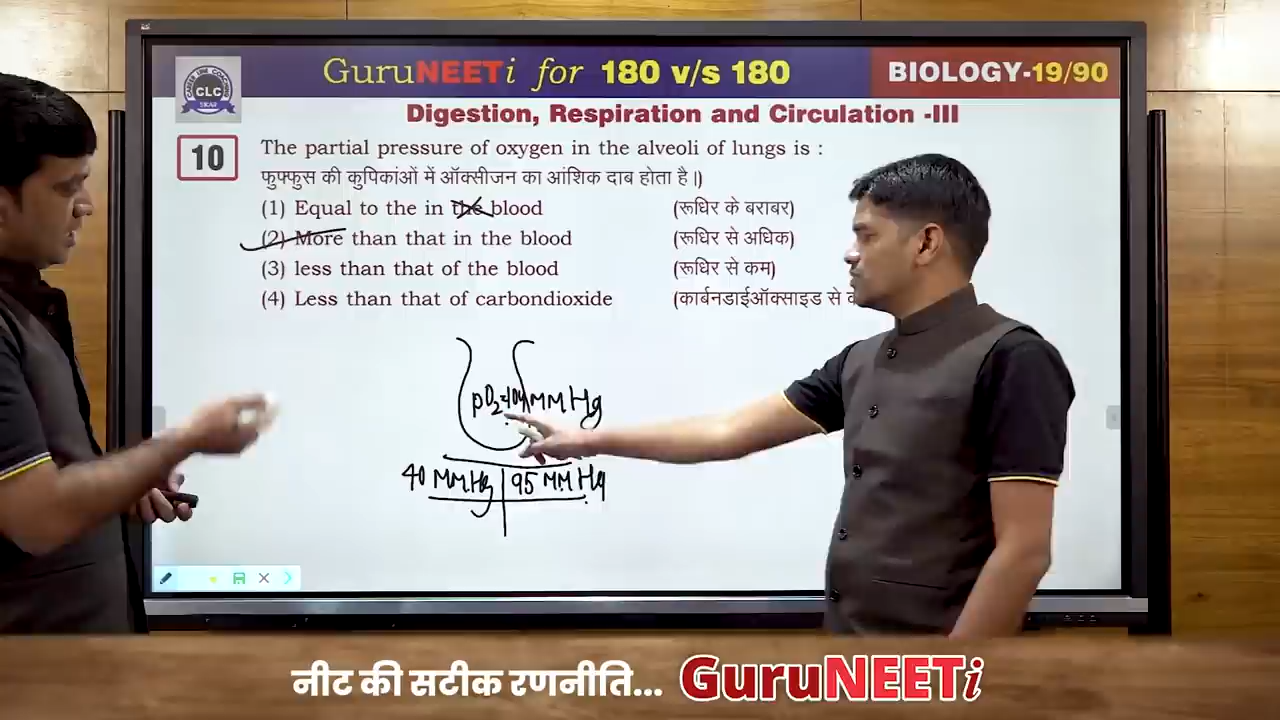 GuruNEETi for 180 v/s 180
BIOLOGY-19/90
CLC
SIKAR
Digestion, Respiration and Circulation -III
10
The partial pressure of oxygen in the alveoli of lungs is :
फुफ्फुस की कुपिकांओं में ऑक्सीजन का आंशिक दाब होता है।)
(1) Equal to the in the blood (रूधिर के बराबर)
(2) More than that in the blood (रूधिर से अधिक)
(3) less than that of the blood (रूधिर से कम)
(4) Less than that of carbondioxide (कार्बनडाईऑक्साइड से
pO2=104 MM Hg
40 MM Hg 95 MM Hg
नीट की सटीक रणनीति... GuruNEETi